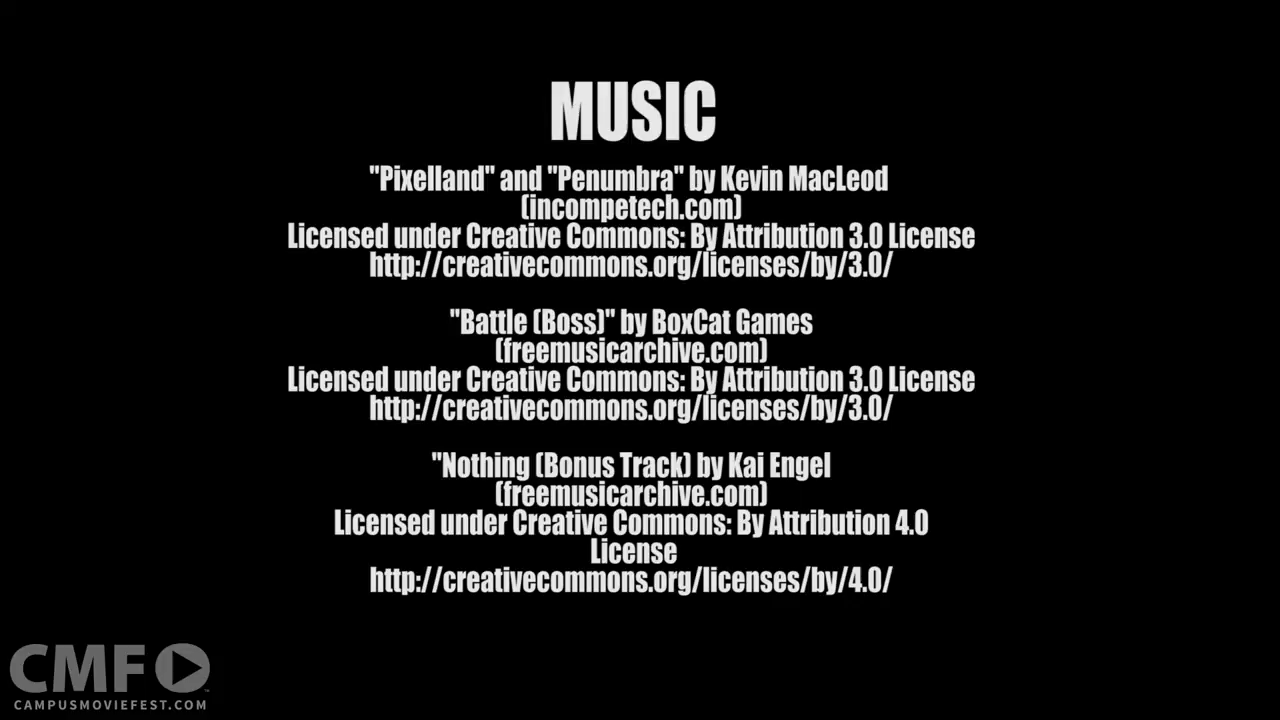 MUSIC
"Pixelland" and "Penumbra" by Kevin MacLeod
(incompetech.com)
Licensed under Creative Commons: By Attribution 3.0 License
http://creativecommons.org/licenses/by/3.0/
"Battle (Boss)" by BoxCat Games
(freemusicarchive.com)
Licensed under Creative Commons: By Attribution 3.0 License
http://creativecommons.org/licenses/by/3.0/
"Nothing (Bonus Track) by Kai Engel
(freemusicarchive.com)
Licensed under Creative Commons: By Attribution 4.0
License
http://creativecommons.org/licenses/by/4.0/
CMF
CAMPUSMOVIEFEST.COM